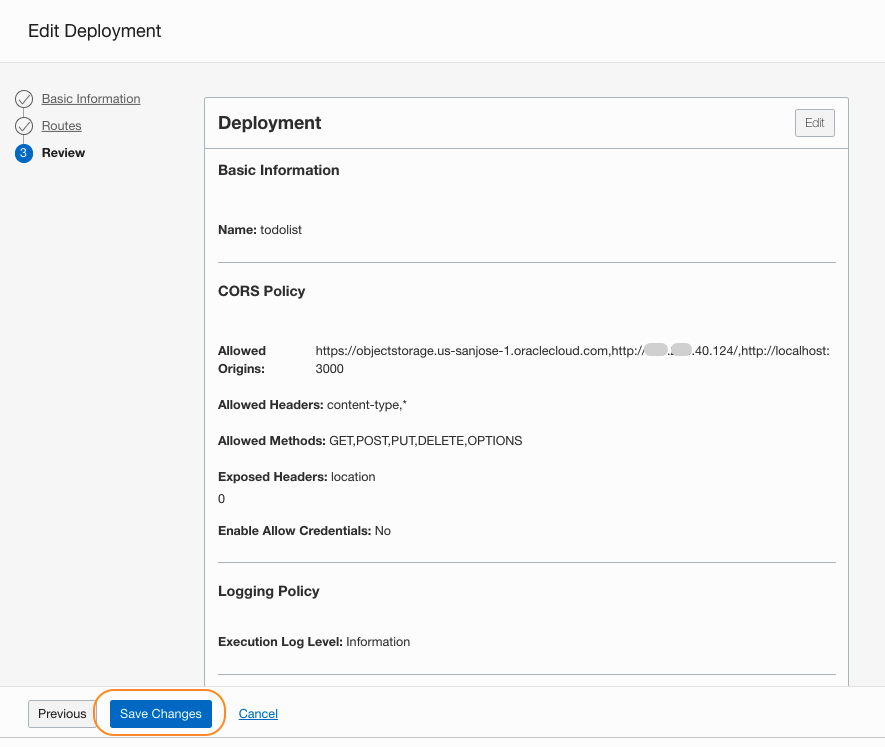 Edit Deployment
Basic Information
Routes
3 Review
Deployment
Edit
Basic Information
Name: todolist
CORS Policy
Allowed Origins: https://objectstorage.us-sanjose-1.oraclecloud.com,http://
.40.124/,http://localhost:
3000
Allowed Headers: content-type,*
Allowed Methods: GET,POST,PUT,DELETE,OPTIONS
Exposed Headers: location
0
Enable Allow Credentials: No
Logging Policy
Execution Log Level: Information
Previous
Save Changes
Cancel